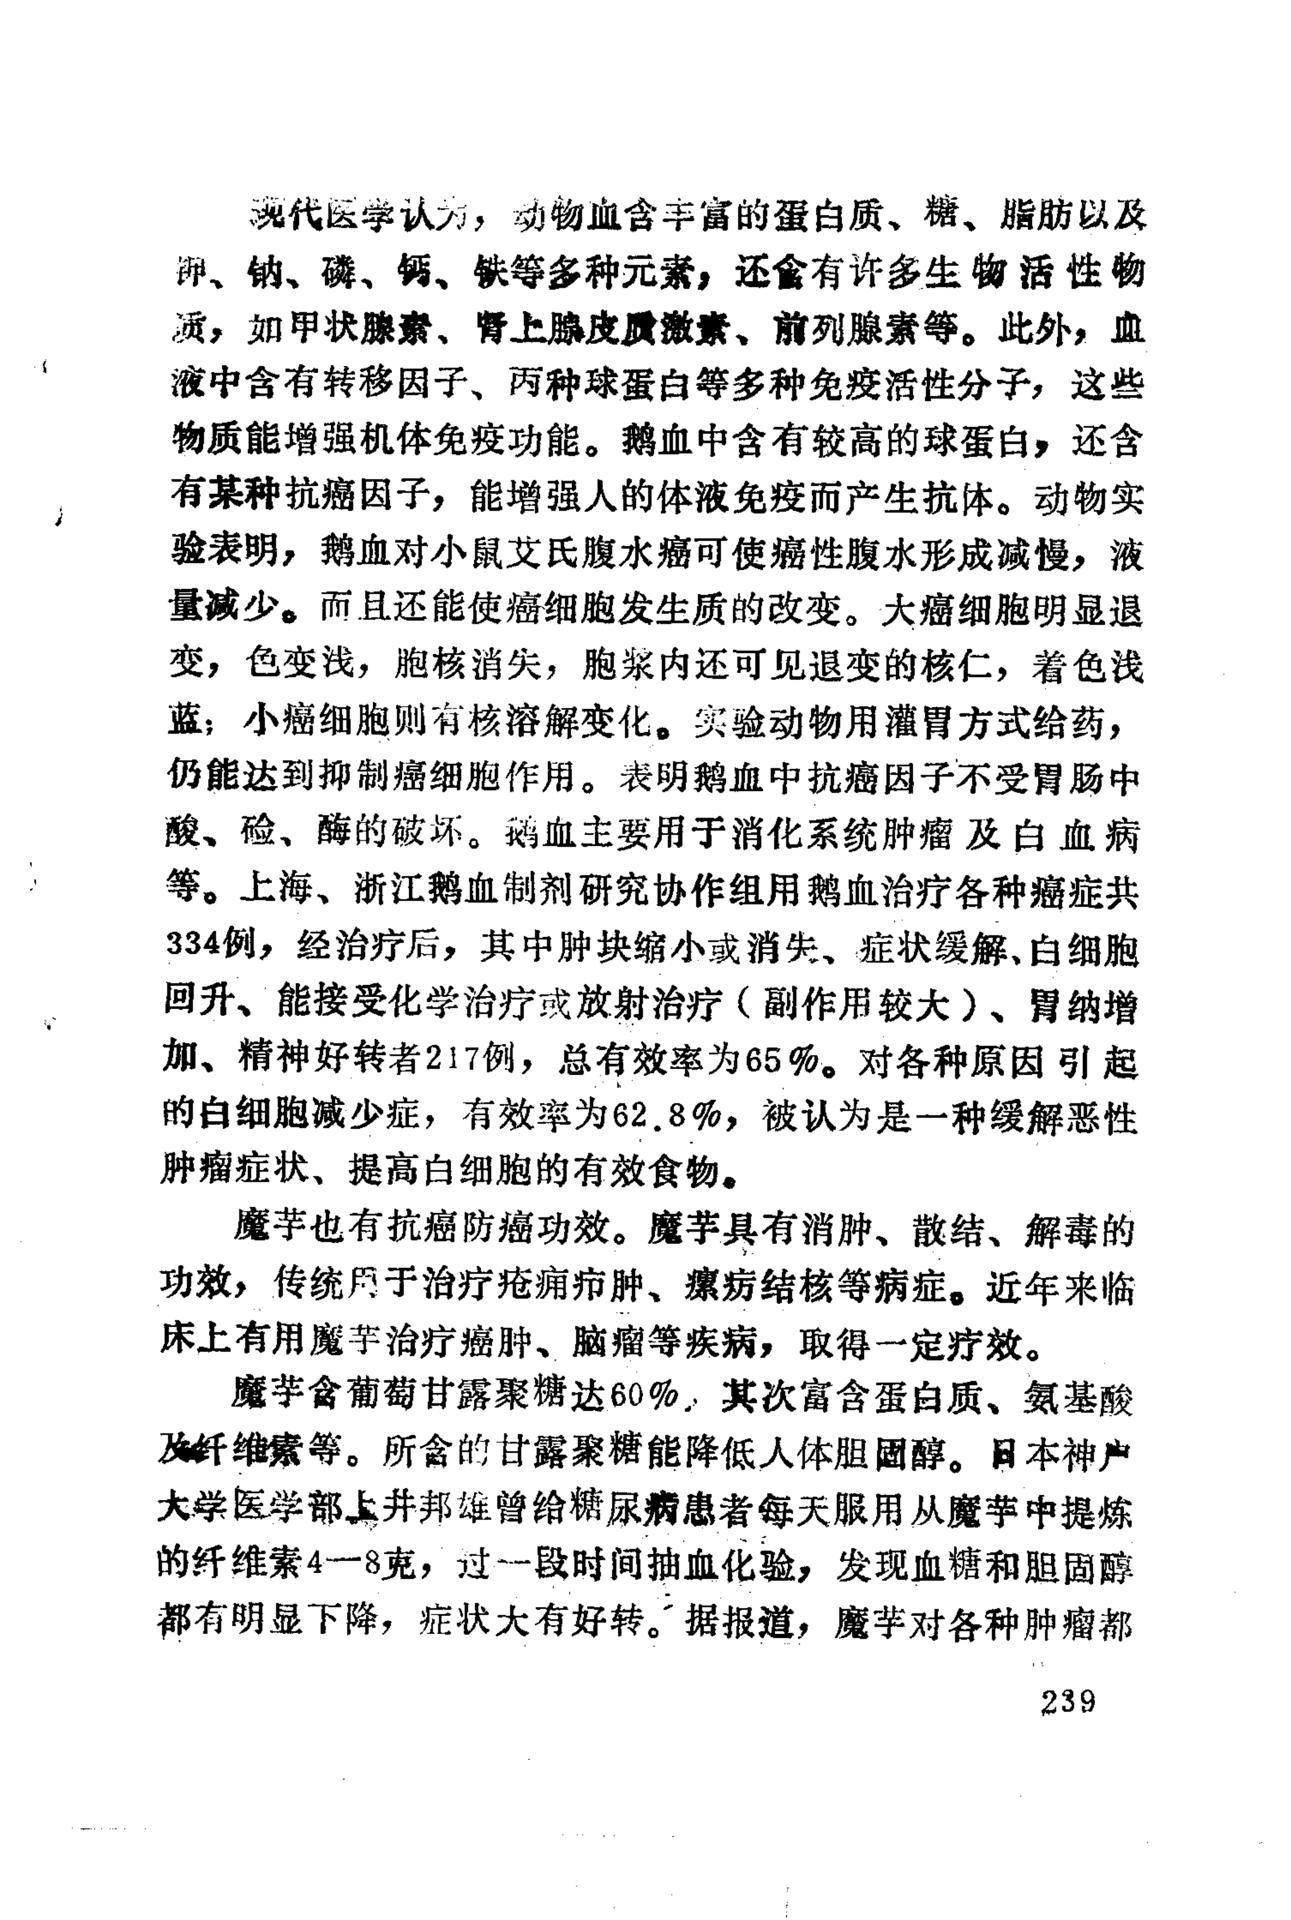 现代医学认为，动物血含丰富的蛋白质、糖、脂肪以及
钾、钠、磷、钙、铁等多种元素，还含有许多生物活性物
质，如甲状腺素、肾上腺皮质激素、前列腺素等。此外，血
液中含有转移因子、丙种球蛋白等多种免疫活性分子，这些
物质能增强机体免疫功能。鹅血中含有较高的球蛋白，还含
有某种抗癌因子，能增强人的体液免疫而产生抗体。动物实
验表明，鹅血对小鼠艾氏腹水癌可使癌性腹水形成减慢，液
量减少。而且还能使癌细胞发生质的改变。大癌细胞明显退
变，色变浅，胞核消失，胞浆内还可见退变的核仁，着色浅
蓝；小癌细胞则有核溶解变化。实验动物用灌胃方式给药，
仍能达到抑制癌细胞作用。表明鹅血中抗癌因子不受胃肠中
酸、硷、酶的破坏。鹅血主要用于消化系统肿瘤及白血病
等。上海、浙江鹅血制剂研究协作组用鹅血治疗各种癌症共
334例，经治疗后，其中肿块缩小或消失、症状缓解、白细胞
回升、能接受化学治疗或放射治疗（副作用较大）、胃纳增
加、精神好转者217例，总有效率为65%。对各种原因引起
的白细胞减少症，有效率为62.8%，被认为是一种缓解恶性
肿瘤症状、提高白细胞的有效食物。
魔芋也有抗癌防癌功效。魔芋具有消肿、散结、解毒的
功效，传统用于治疗疮痈疖肿、瘰疬结核等病症。近年来临
床上有用魔芋治疗癌肿、脑瘤等疾病，取得一定疗效。
魔芋含葡萄甘露聚糖达60%，其次富含蛋白质、氨基酸
及纤维素等。所含的甘露聚糖能降低人体胆固醇。日本神户
大学医学部上井邦雄曾给糖尿病患者每天服用从魔芋中提炼
的纤维素4—8克，过一段时间抽血化验，发现血糖和胆固醇
都有明显下降，症状大有好转。据报道，魔芋对各种肿瘤都
239